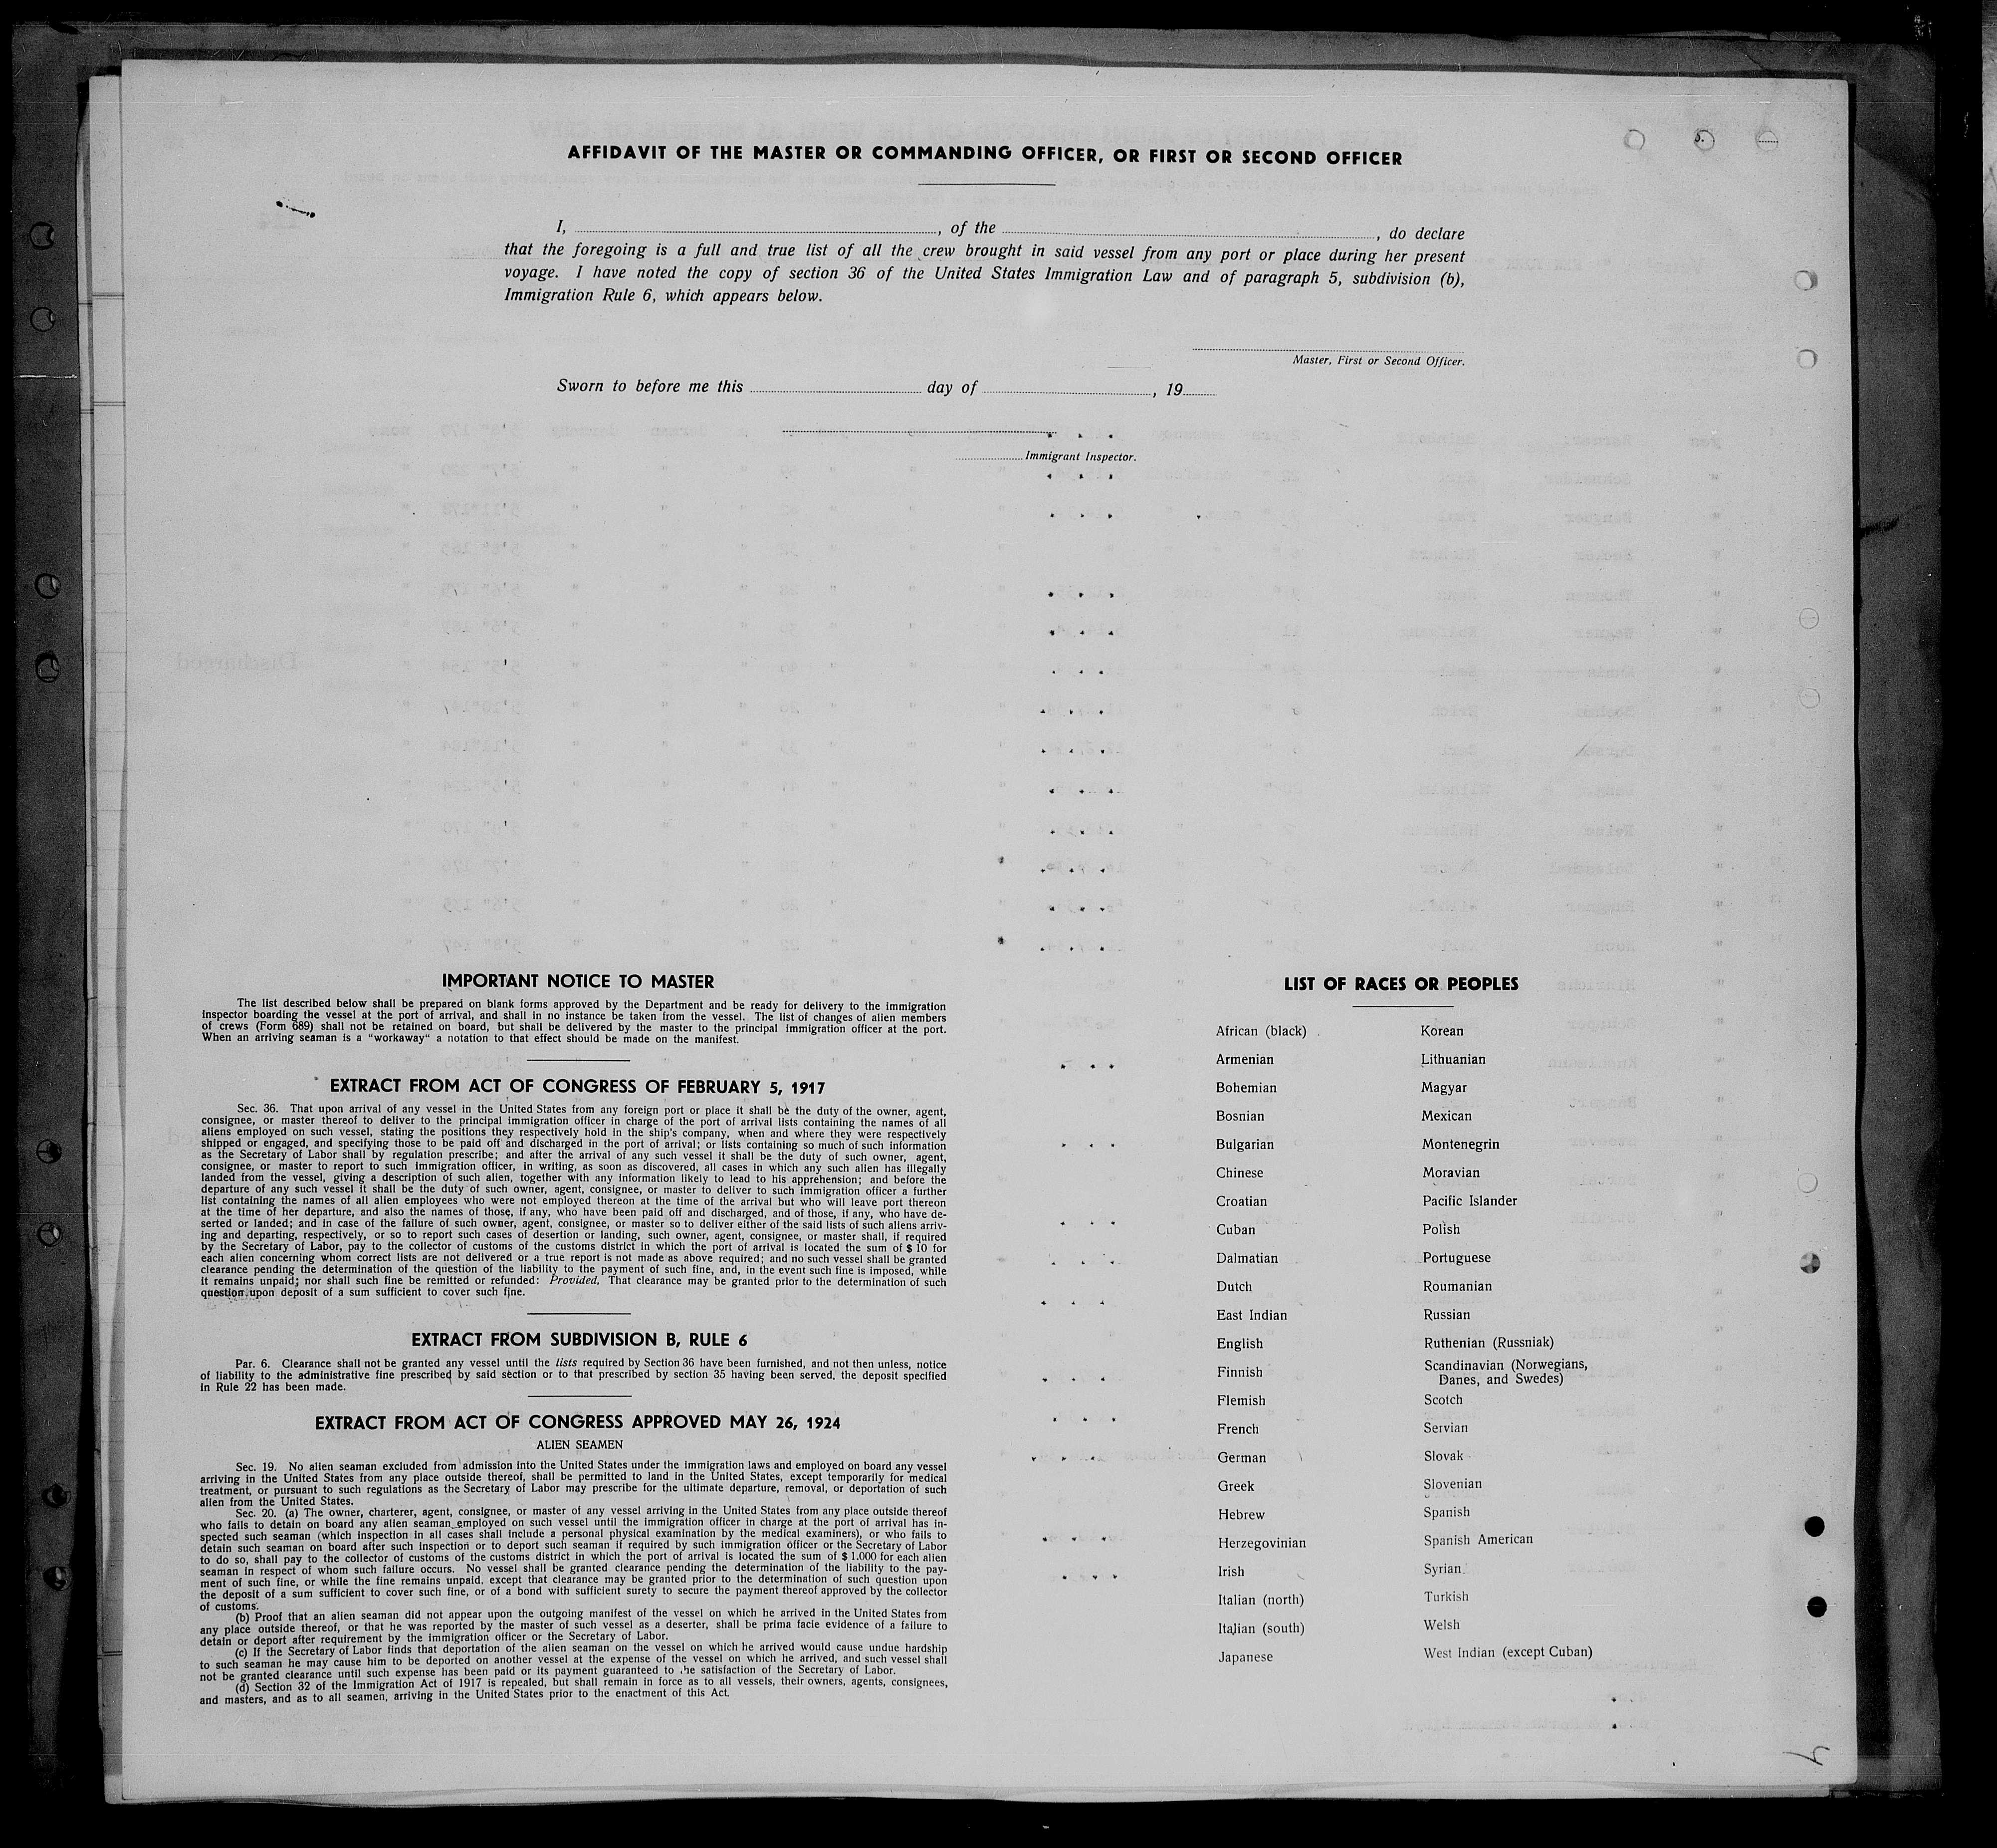 AFFIDAVIT OF THE MASTER OR COMMANDING OFFICER, OR FIRST OR SECOND OFFICER
I, , of the , do declare
that the foregoing is a full and true list of all the crew brought in said vessel from any port or place during her present
voyage. I have noted the copy of section 36 of the United States Immigration Law and of paragraph 5, subdivision (b),
Immigration Rule 6, which appears below.
Master, First or Second Officer.
Sworn to before me this day of , 19
Immigrant Inspector.
IMPORTANT NOTICE TO MASTER
The list described below shall be prepared on blank forms approved by the Department and be ready for delivery to the immigration
inspector boarding the vessel at the port of arrival, and shall in no instance be taken from the vessel. The list of changes of alien members
of crews (Form 689) shall not be retained on board, but shall be delivered by the master to the principal immigration officer at the port.
When an arriving seaman is a "workaway" a notation to that effect should be made on the manifest.
EXTRACT FROM ACT OF CONGRESS OF FEBRUARY 5, 1917
Sec. 36. That upon arrival of any vessel in the United States from any foreign port or place it shall be the duty of the owner, agent,
consignee, or master thereof to deliver to the principal immigration officer in charge of the port of arrival lists containing the names of all
aliens employed on such vessel, stating the positions they respectively hold in the ship's company, when and where they were respectively
shipped or engaged, and specifying those to be paid off and discharged in the port of arrival; or lists containing so much of such information
as the Secretary of Labor shall by regulation prescribe; and after the arrival of any such vessel it shall be the duty of such owner, agent,
consignee, or master to report to such immigration officer, in writing, as soon as discovered, all cases in which any such alien has illegally
landed from the vessel, giving a description of such alien, together with any information likely to lead to his apprehension; and before the
departure of any such vessel it shall be the duty of such owner, agent, consignee, or master to deliver to such immigration officer a further
list containing the names of all alien employees who were not employed thereon at the time of the arrival but who will leave port thereon
at the time of her departure, and also the names of those, if any, who have been paid off and discharged, and of those, if any, who have de-
serted or landed; and in case of the failure of such owner, agent, consignee, or master so to deliver either of the said lists of such aliens arriv-
ing and departing, respectively, or so to report such cases of desertion or landing, such owner, agent, consignee, or master shall, if required
by the Secretary of Labor, pay to the collector of customs of the customs district in which the port of arrival is located the sum of $ 10 for
each alien concerning whom correct lists are not delivered or a true report is not made as above required; and no such vessel shall be granted
clearance pending the determination of the question of the liability to the payment of such fine, and, in the event such fine is imposed, while
it remains unpaid; nor shall such fine be remitted or refunded: Provided, That clearance may be granted prior to the determination of such
question upon deposit of a sum sufficient to cover such fine.
EXTRACT FROM SUBDIVISION B, RULE 6
Par. 6. Clearance shall not be granted any vessel until the lists required by Section 36 have been furnished, and not then unless, notice
of liability to the administrative fine prescribed by said section or to that prescribed by section 35 having been served, the deposit specified
in Rule 22 has been made.
EXTRACT FROM ACT OF CONGRESS APPROVED MAY 26, 1924
ALIEN SEAMEN
Sec. 19. No alien seaman excluded from admission into the United States under the immigration laws and employed on board any vessel
arriving in the United States from any place outside thereof, shall be permitted to land in the United States, except temporarily for medical
treatment, or pursuant to such regulations as the Secretary of Labor may prescribe for the ultimate departure, removal, or deportation of such
alien from the United States.
Sec. 20. (a) The owner, charterer, agent, consignee, or master of any vessel arriving in the United States from any place outside thereof
who fails to detain on board any alien seaman employed on such vessel until the immigration officer in charge at the port of arrival has in-
spected such seaman (which inspection in all cases shall include a personal physical examination by the medical examiners), or who fails to
detain such seaman on board after such inspection or to deport such seaman if required by such immigration officer or the Secretary of Labor
to do so, shall pay to the collector of customs of the customs district in which the port of arrival is located the sum of $ 1.000 for each alien
seaman in respect of whom such failure occurs. No vessel shall be granted clearance pending the determination of the liability to the pay-
ment of such fine, or while the fine remains unpaid, except that clearance may be granted prior to the determination of such question upon
the deposit of a sum sufficient to cover such fine, or of a bond with sufficient surety to secure the payment thereof approved by the collector
of customs.
(b) Proof that an alien seaman did not appear upon the outgoing manifest of the vessel on which he arrived in the United States from
any place outside thereof, or that he was reported by the master of such vessel as a deserter, shall be prima facie evidence of a failure to
detain or deport after requirement by the immigration officer or the Secretary of Labor.
(c) If the Secretary of Labor finds that deportation of the alien seaman on the vessel on which he arrived would cause undue hardship
to such seaman he may cause him to be deported on another vessel at the expense of the vessel on which he arrived, and such vessel shall
not be granted clearance until such expense has been paid or its payment guaranteed to the satisfaction of the Secretary of Labor.
(d) Section 32 of the Immigration Act of 1917 is repealed, but shall remain in force as to all vessels, their owners, agents, consignees,
and masters, and as to all seamen, arriving in the United States prior to the enactment of this Act.
LIST OF RACES OR PEOPLES
African (black)
Armenian
Bohemian
Bosnian
Bulgarian
Chinese
Croatian
Cuban
Dalmatian
Dutch
East Indian
English
Finnish
Flemish
French
German
Greek
Hebrew
Herzegovinian
Irish
Italian (north)
Italian (south)
Japanese
Korean
Lithuanian
Magyar
Mexican
Montenegrin
Moravian
Pacific Islander
Polish
Portuguese
Roumanian
Russian
Ruthenian (Russniak)
Scandinavian (Norwegians,
Danes, and Swedes)
Scotch
Servian
Slovak
Slovenian
Spanish
Spanish American
Syrian
Turkish
Welsh
West Indian (except Cuban)